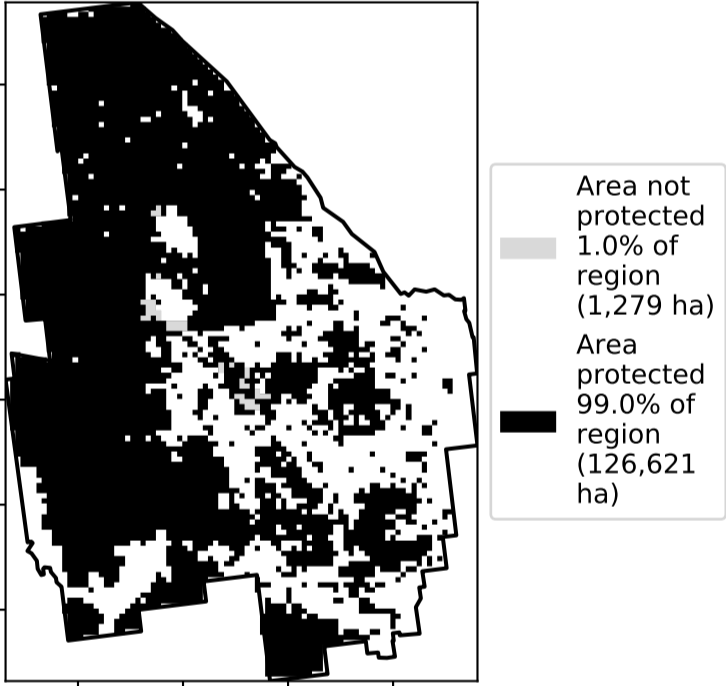 Area not
protected
1.0% of
region
(1,279 ha)
Area
protected
99.0% of
region
(126,621
ha)